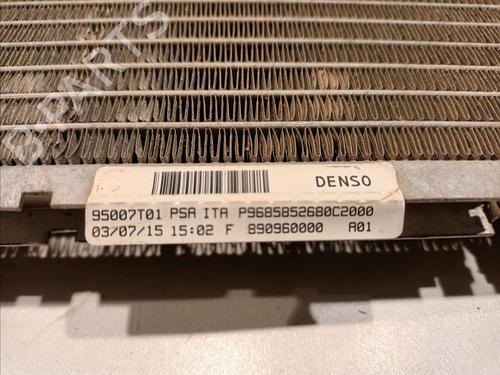 B-PARTS
DENSO
95007T01 PSA ITA P9685852680C2000
03/07/15 15:02 F 890960000 A01